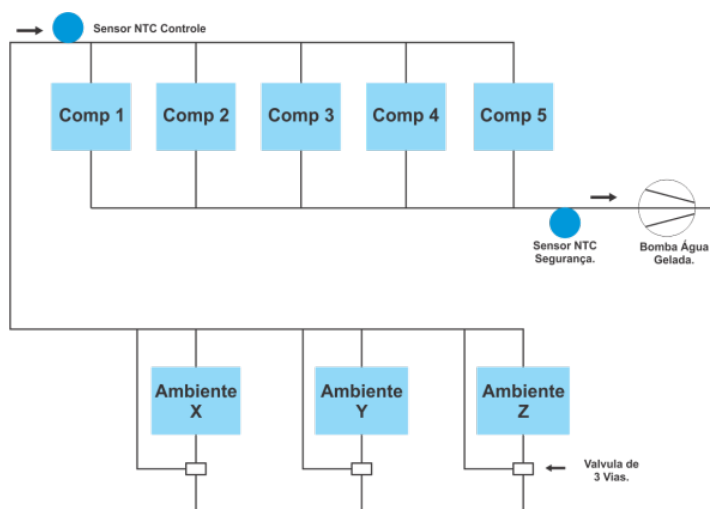 Sensor NTC Controle
Comp 1
Comp 2
Comp 3
Comp 4
Comp 5
Sensor NTC
Segurança.
Bomba Água
Gelada.
Ambiente
X
Ambiente
Y
Ambiente
Z
Valvula de
3 Vias.